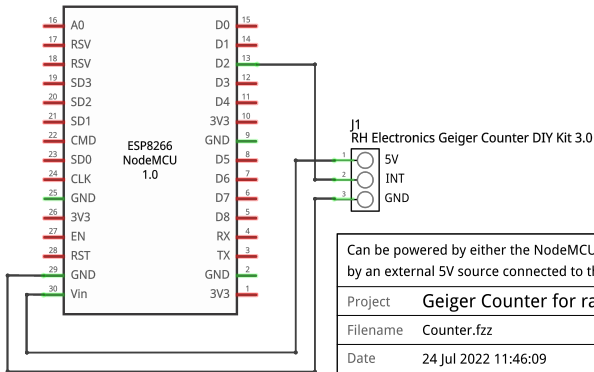 16 A0 D0 15
17 RSV D1 14
18 RSV D2 13
19 SD3 D3 12
20 SD2 D4 11
21 SD1 3V3 10
22 CMD GND 9
23 SD0 D5 8
24 CLK D6 7
25 GND D7 6
26 3V3 D8 5
27 EN RX 4
28 RST TX 3
29 GND GND 2
30 Vin 3V3 1
ESP8266
NodeMCU
1.0
J1
RH Electronics Geiger Counter DIY Kit 3.0
1 5V
2 INT
3 GND
Can be powered by either the NodeMCU
by an external 5V source connected to
Project Geiger Counter for
Filename Counter.fzz
Date 24 Jul 2022 11:46:09